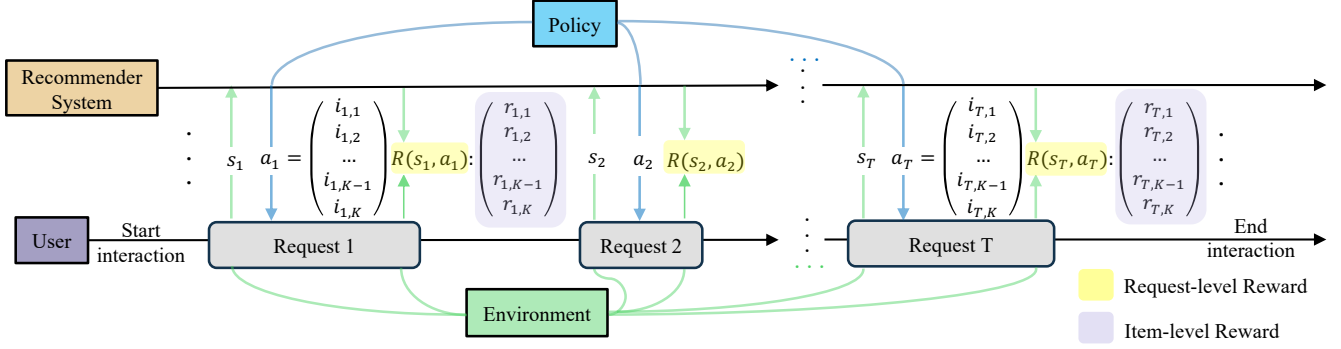 Policy
Recommender
System
s_1
a_1 =
i_{1,1}
i_{1,2}
...
i_{1,K-1}
i_{1,K}
R(s_1, a_1):
r_{1,1}
r_{1,2}
...
r_{1,K-1}
r_{1,K}
s_2
a_2
R(s_2, a_2)
s_T
a_T =
i_{T,1}
i_{T,2}
...
i_{T,K-1}
i_{T,K}
R(s_T, a_T):
r_{T,1}
r_{T,2}
...
r_{T,K-1}
r_{T,K}
User
Start
interaction
Request 1
Request 2
Request T
End
interaction
Environment
Request-level Reward
Item-level Reward